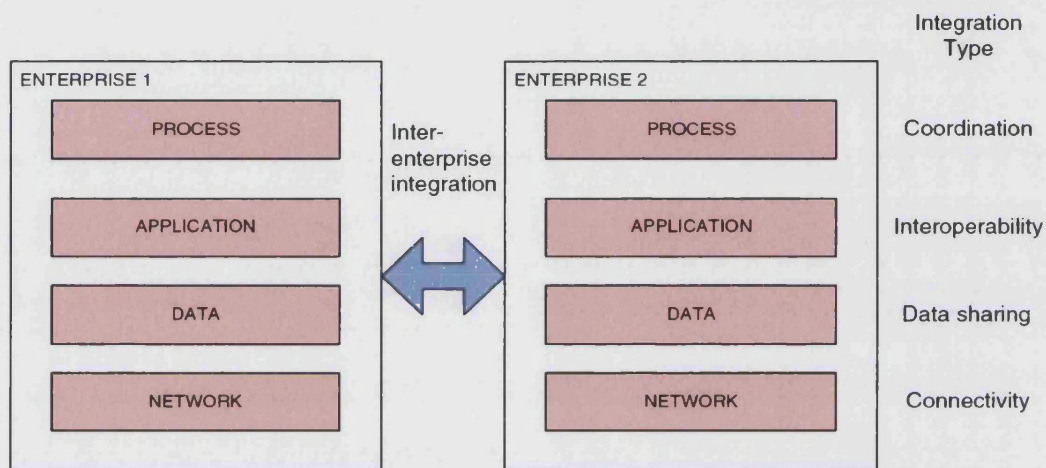 Integration
Type
ENTERPRISE 1
ENTERPRISE 2
PROCESS
Inter-
enterprise
integration
PROCESS
Coordination
APPLICATION
APPLICATION
Interoperability
DATA
DATA
Data sharing
NETWORK
NETWORK
Connectivity